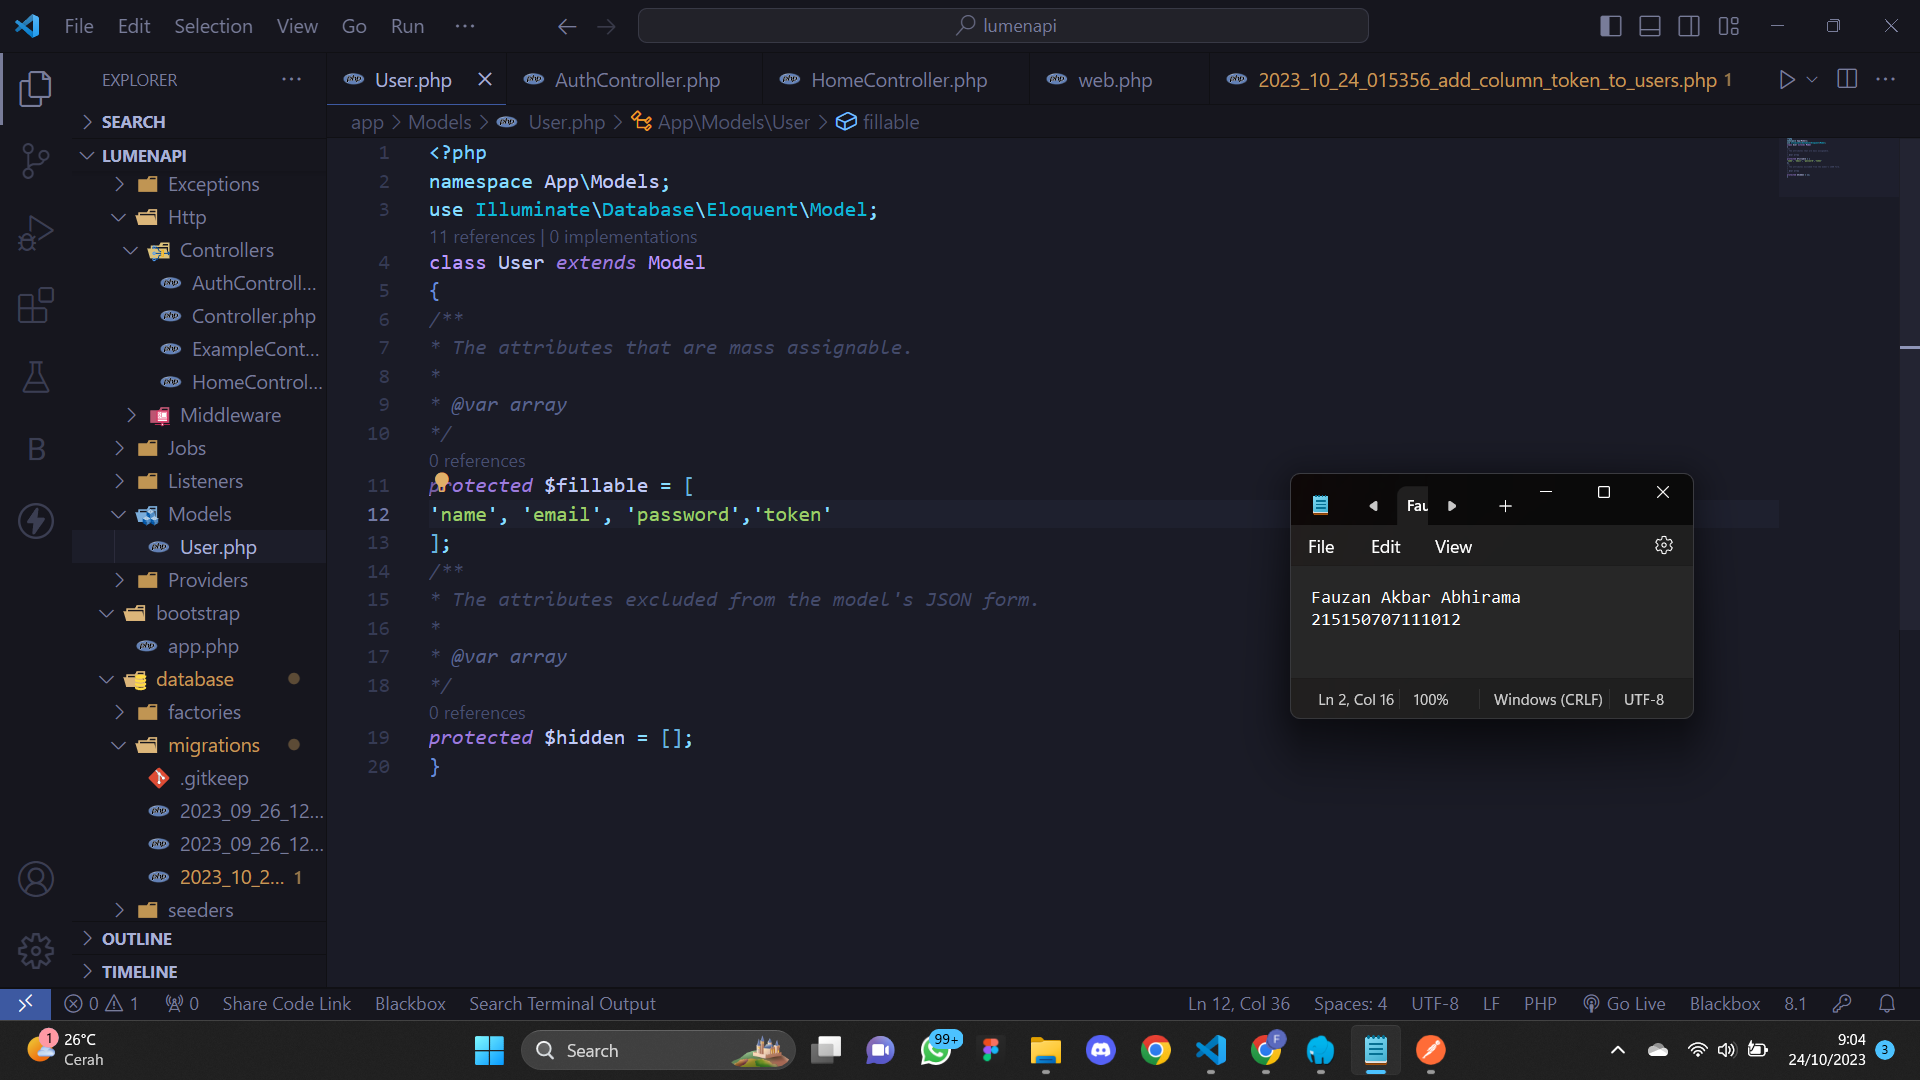 File Edit Selection View Go Run ... lumenapi
EXPLORER ...
SEARCH
LUMENAPI
Exceptions
Http
Controllers
AuthControll...
Controller.php
ExampleCont...
HomeControl...
Middleware
Jobs
Listeners
Models
User.php
Providers
bootstrap
app.php
database
factories
migrations
.gitkeep
2023_09_26_12...
2023_09_26_12...
2023_10_2... 1
seeders
OUTLINE
TIMELINE
User.php AuthController.php HomeController.php web.php 2023_10_24_015356_add_column_token_to_users.php 1 ...
app > Models > User.php > App\Models\User > fillable
1 <?php
2 namespace App\Models;
3 use Illuminate\Database\Eloquent\Model;
11 references | 0 implementations
4 class User extends Model
5 {
6 /**
7 * The attributes that are mass assignable.
8 *
9 * @var array
10 */
0 references
11 protected $fillable = [
12 'name', 'email', 'password','token'
13 ];
14 /**
15 * The attributes excluded from the model's JSON form.
16 *
17 * @var array
18 */
0 references
19 protected $hidden = [];
20 }
Fau
File Edit View
Fauzan Akbar Abhirama
215150707111012
Ln 2, Col 16 100% Windows (CRLF) UTF-8
0 1 0 Share Code Link Blackbox Search Terminal Output Ln 12, Col 36 Spaces: 4 UTF-8 LF PHP Go Live Blackbox 8.1
1 26°C
Cerah
Search
99+
F
9:04
24/10/2023
3